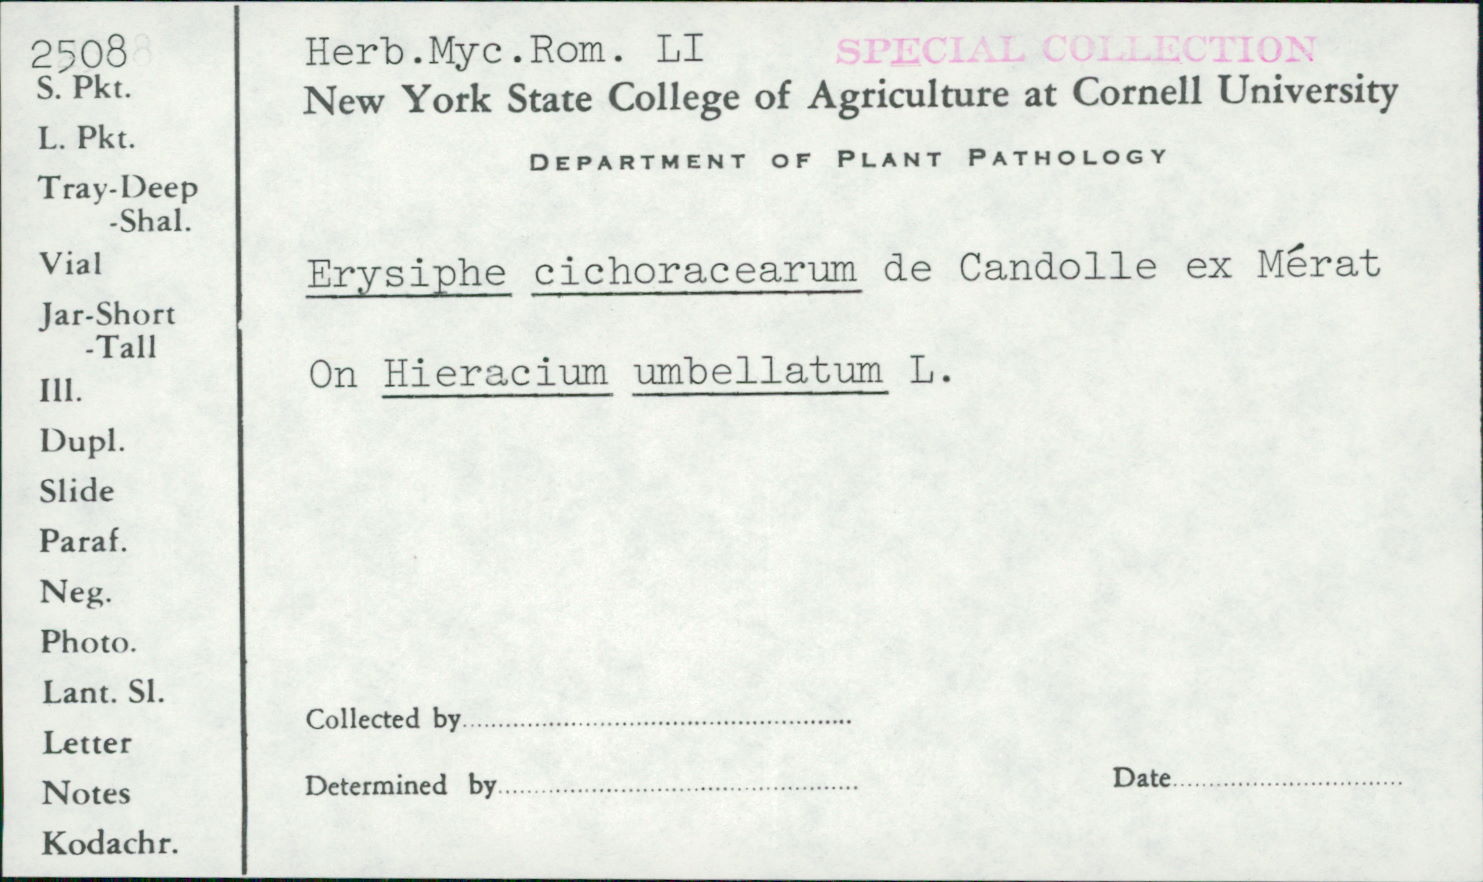 2508
S. Pkt.
L. Pkt.
Tray-Deep
-Shal.
Vial
Jar-Short
-Tall
Ill.
Dupl.
Slide
Paraf.
Neg.
Photo.
Lant. Sl.
Letter
Notes
Kodachr.
Herb.Myc.Rom. LI SPECIAL COLLECTION
New York State College of Agriculture at Cornell University
DEPARTMENT OF PLANT PATHOLOGY
Erysiphe cichoracearum de Candolle ex Mérat
On Hieracium umbellatum L.
Collected by
Determined by Date